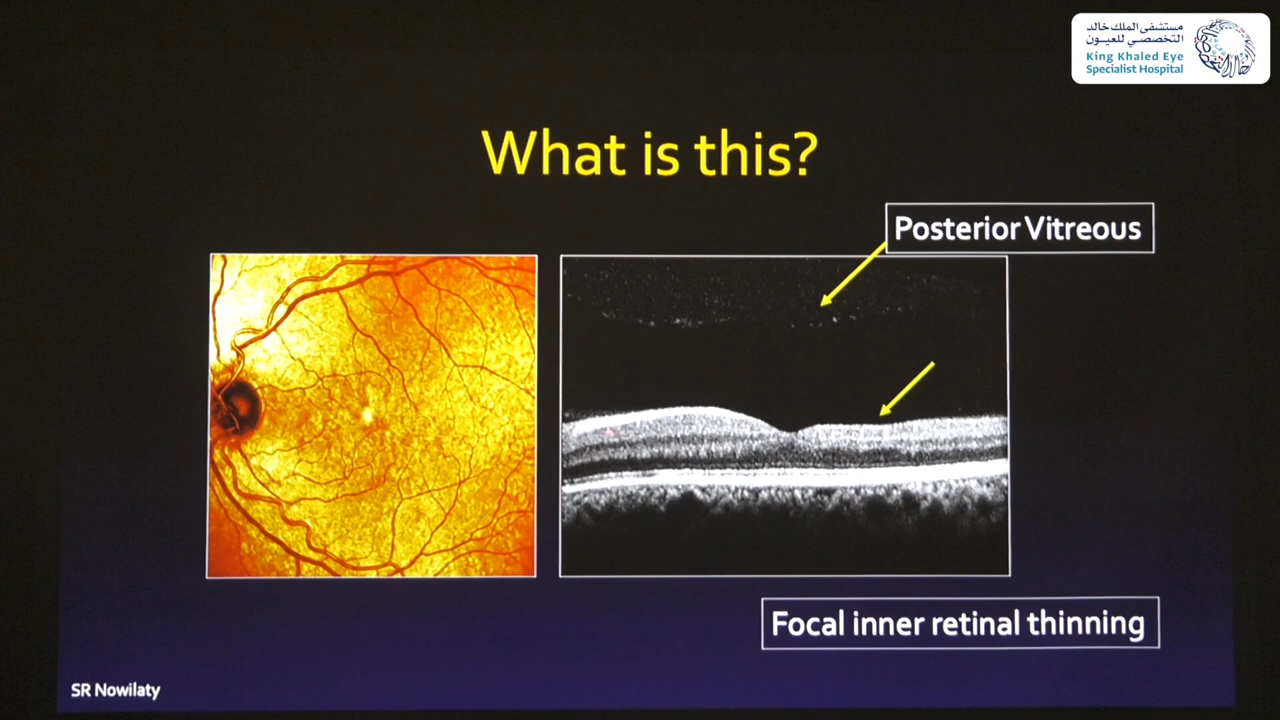 مستشفى الملك خالد
التخصصي للعيون
King Khaled Eye
Specialist Hospital
What is this?
Posterior Vitreous
Focal inner retinal thinning
SR Nowilaty